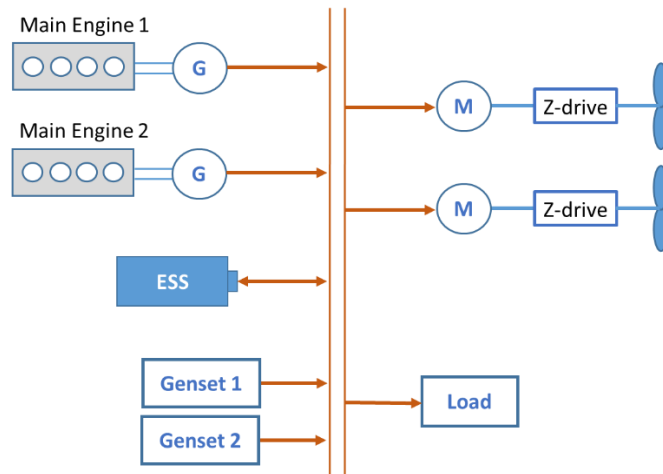 Main Engine 1
G
M
Z-drive
Main Engine 2
G
M
Z-drive
ESS
Genset 1
Load
Genset 2